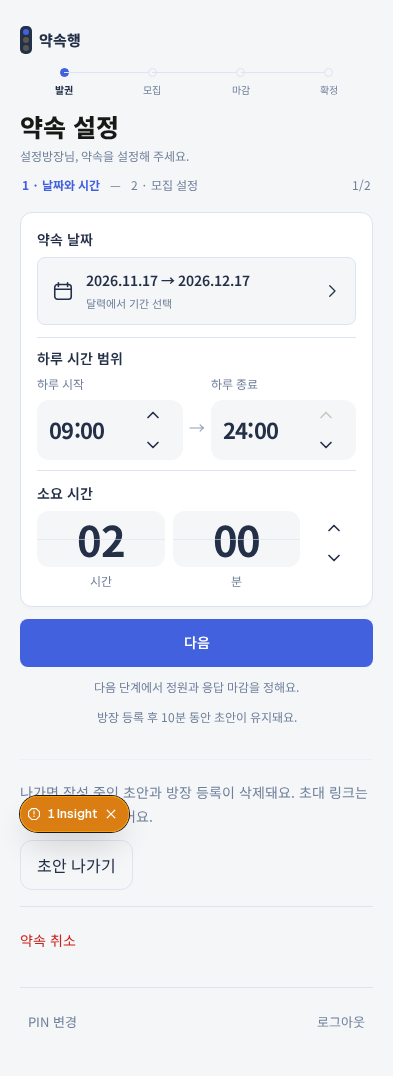 약속행
발권 모집 마감 확정
약속 설정
설정방장님, 약속을 설정해 주세요.
1 · 날짜와 시간 — 2 · 모집 설정 1/2
약속 날짜
2026.11.17 → 2026.12.17
달력에서 기간 선택
하루 시간 범위
하루 시작 하루 종료
09:00 → 24:00
소요 시간
02 00
시간 분
다음
다음 단계에서 정원과 응답 마감을 정해요.
방장 등록 후 10분 동안 초안이 유지돼요.
나가면 작성 중인 초안과 방장 등록이 삭제돼요. 초대 링크는
1 Insight
초안 나가기
약속 취소
PIN 변경 로그아웃